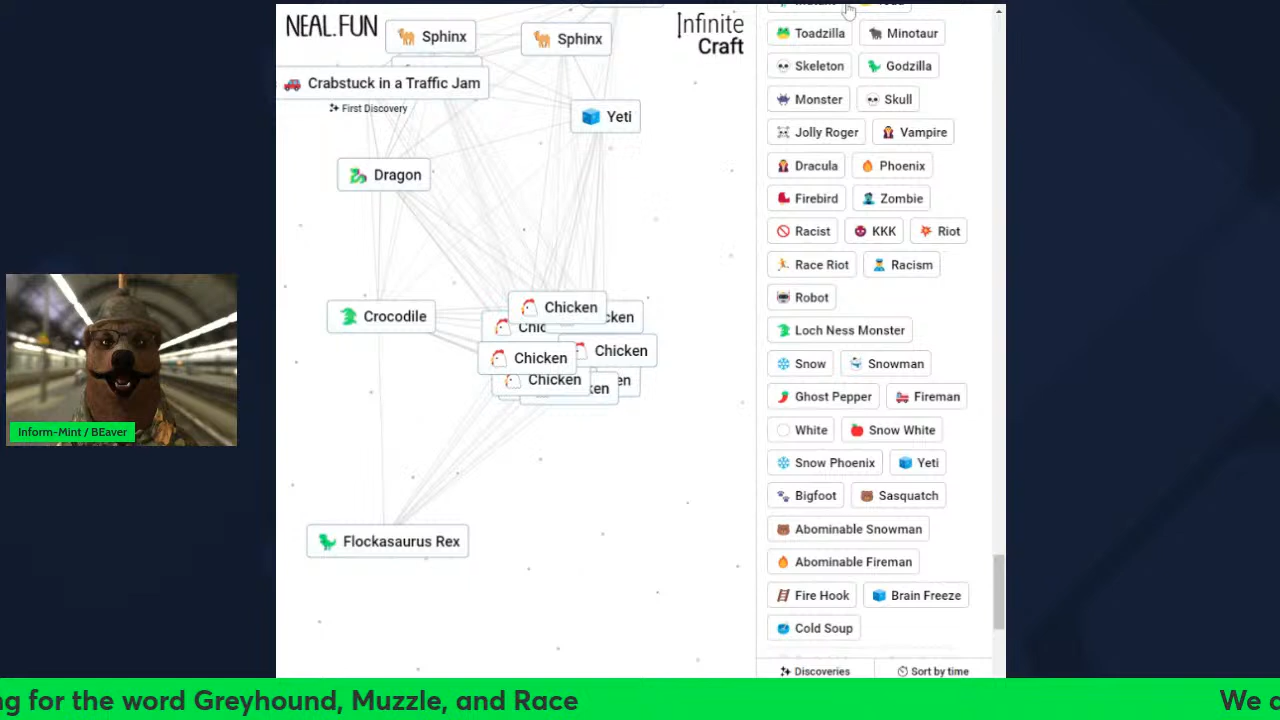 NEAL.FUN
Infinite
Craft
Sphinx
Sphinx
Crabstuck in a Traffic Jam
First Discovery
Yeti
Dragon
Crocodile
Chicken
Chicken
Chicken
Chicken
Flockasaurus Rex
Toadzilla Minotaur
Skeleton Godzilla
Monster Skull
Jolly Roger Vampire
Dracula Phoenix
Firebird Zombie
Racist KKK Riot
Race Riot Racism
Robot
Loch Ness Monster
Snow Snowman
Ghost Pepper Fireman
White Snow White
Snow Phoenix Yeti
Bigfoot Sasquatch
Abominable Snowman
Abominable Fireman
Fire Hook Brain Freeze
Cold Soup
Discoveries Sort by time
Inform-Mint / BEaver
ng for the word Greyhound, Muzzle, and Race We